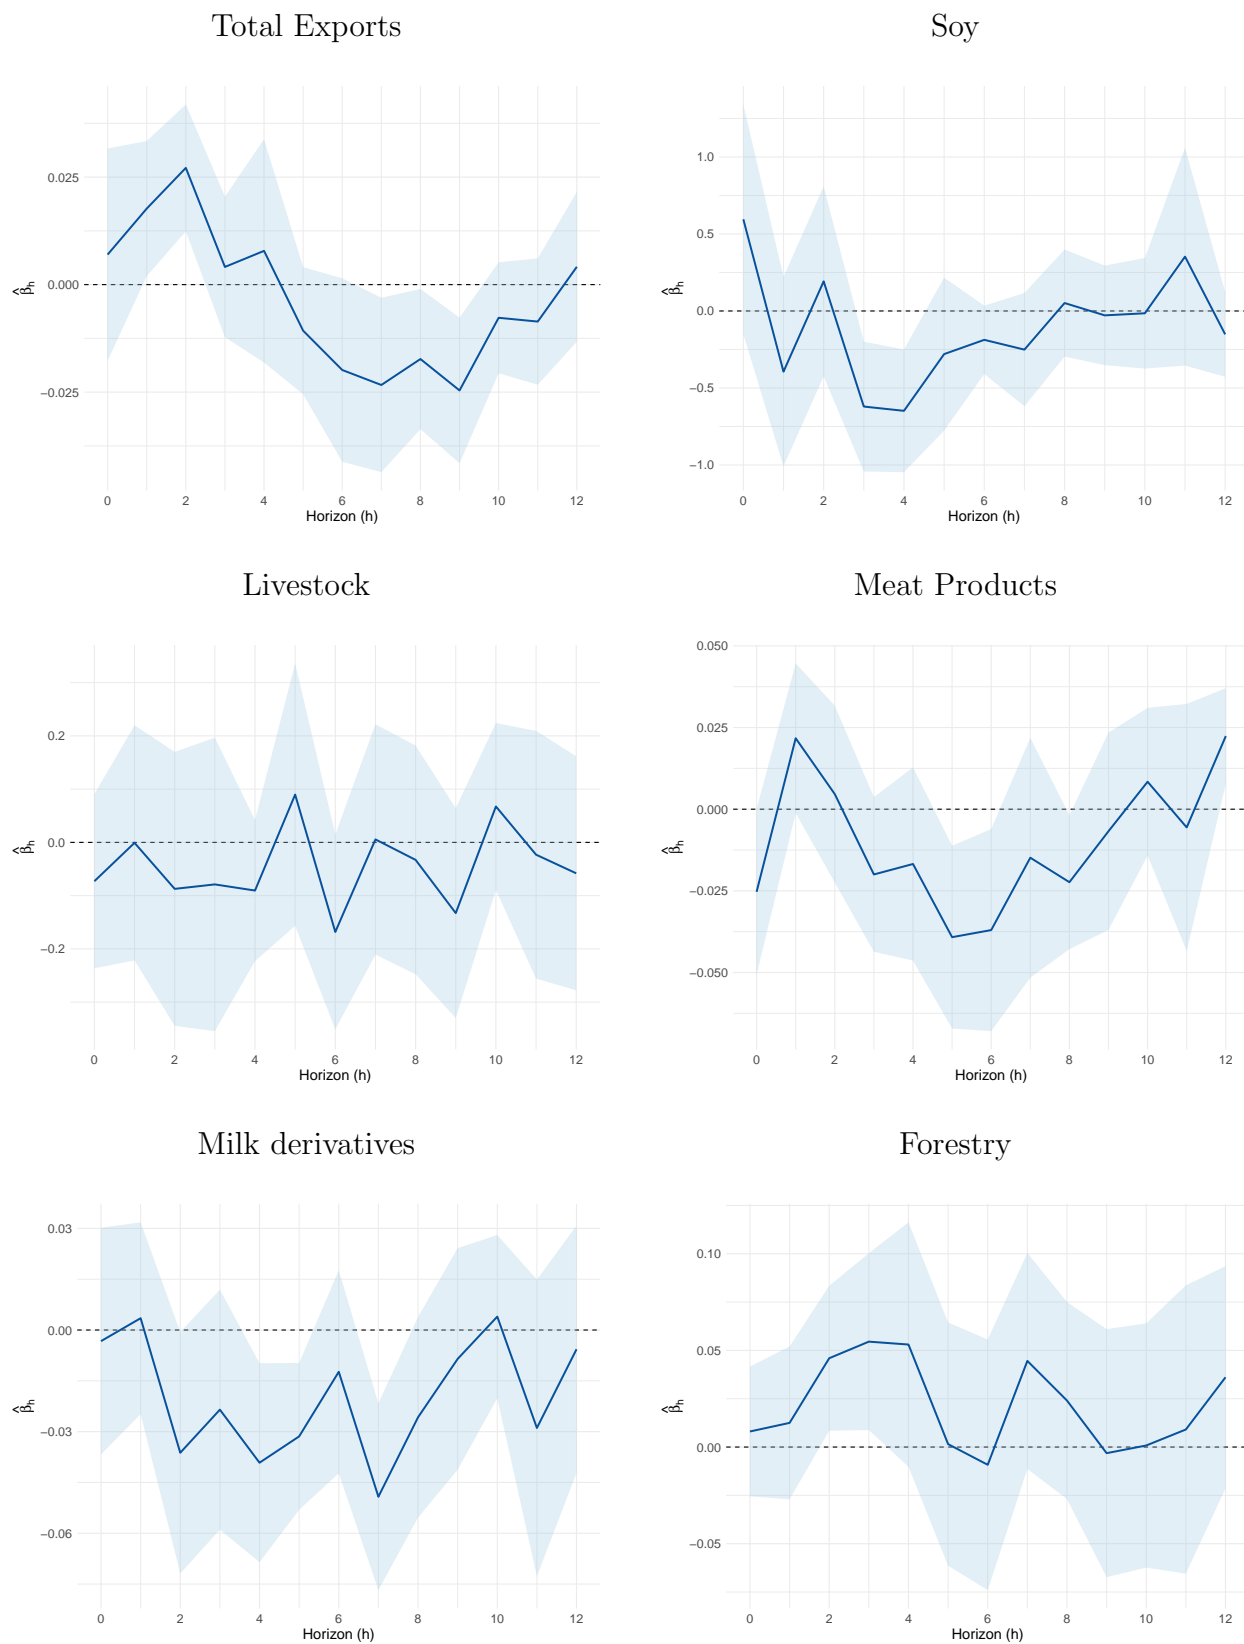 Total Exports
0.025
0.000
−0.025
β̂h
0 2 4 6 8 10 12
Horizon (h)
Soy
1.0
0.5
0.0
−0.5
−1.0
β̂h
0 2 4 6 8 10 12
Horizon (h)
Livestock
0.2
0.0
−0.2
β̂h
0 2 4 6 8 10 12
Horizon (h)
Meat Products
0.050
0.025
0.000
−0.025
−0.050
β̂h
0 2 4 6 8 10 12
Horizon (h)
Milk derivatives
0.03
0.00
−0.03
−0.06
β̂h
0 2 4 6 8 10 12
Horizon (h)
Forestry
0.10
0.05
0.00
−0.05
β̂h
0 2 4 6 8 10 12
Horizon (h)